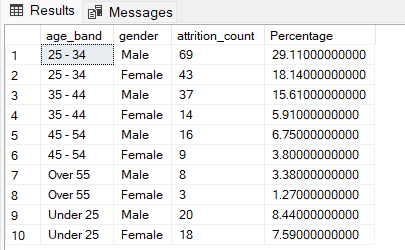 Results Messages
age_band gender attrition_count Percentage
1 25 - 34 Male 69 29.11000000000
2 25 - 34 Female 43 18.14000000000
3 35 - 44 Male 37 15.61000000000
4 35 - 44 Female 14 5.91000000000
5 45 - 54 Male 16 6.75000000000
6 45 - 54 Female 9 3.80000000000
7 Over 55 Male 8 3.38000000000
8 Over 55 Female 3 1.27000000000
9 Under 25 Male 20 8.44000000000
10 Under 25 Female 18 7.59000000000